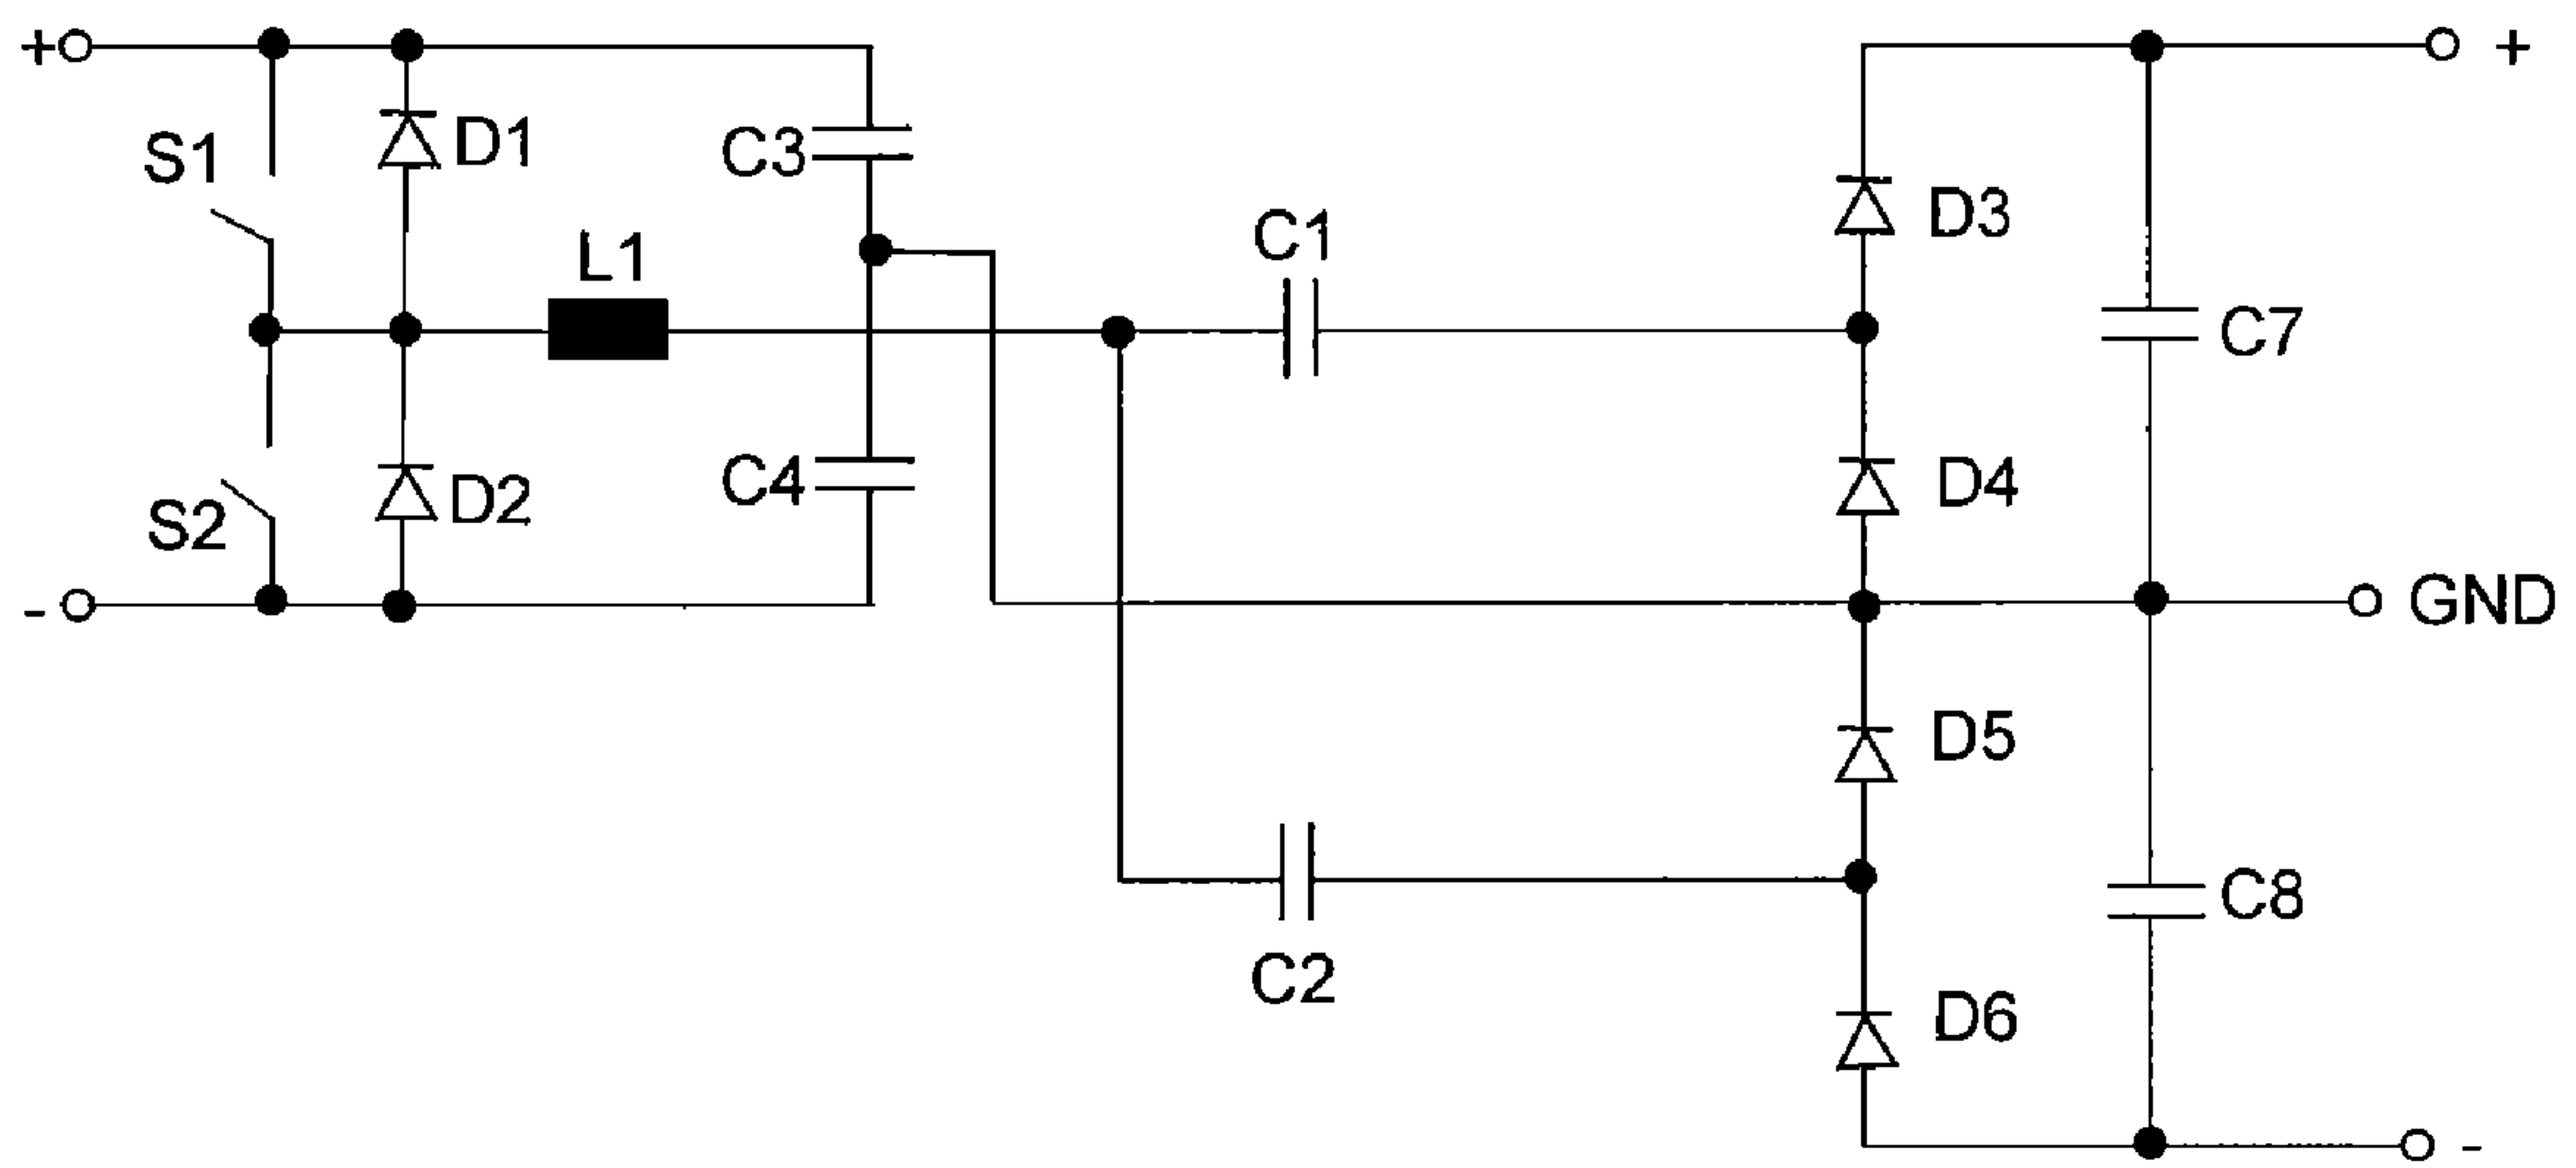 + +
S1 D1 C3
D3
L1 C1
C7
S2 D2 C4 D4
- GND
D5
C8
C2
D6
-